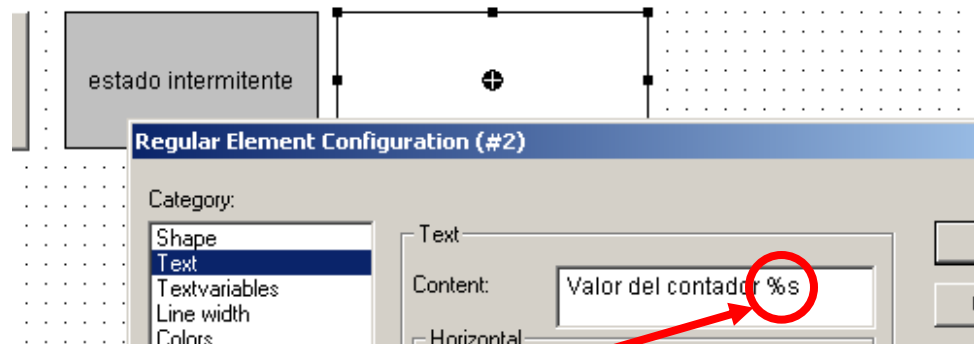 estado intermitente
Regular Element Configuration (#2)
Category:
Shape
Text
Textvariables
Line width
Colors
Text
Content:
Valor del contador %s
Horizontal